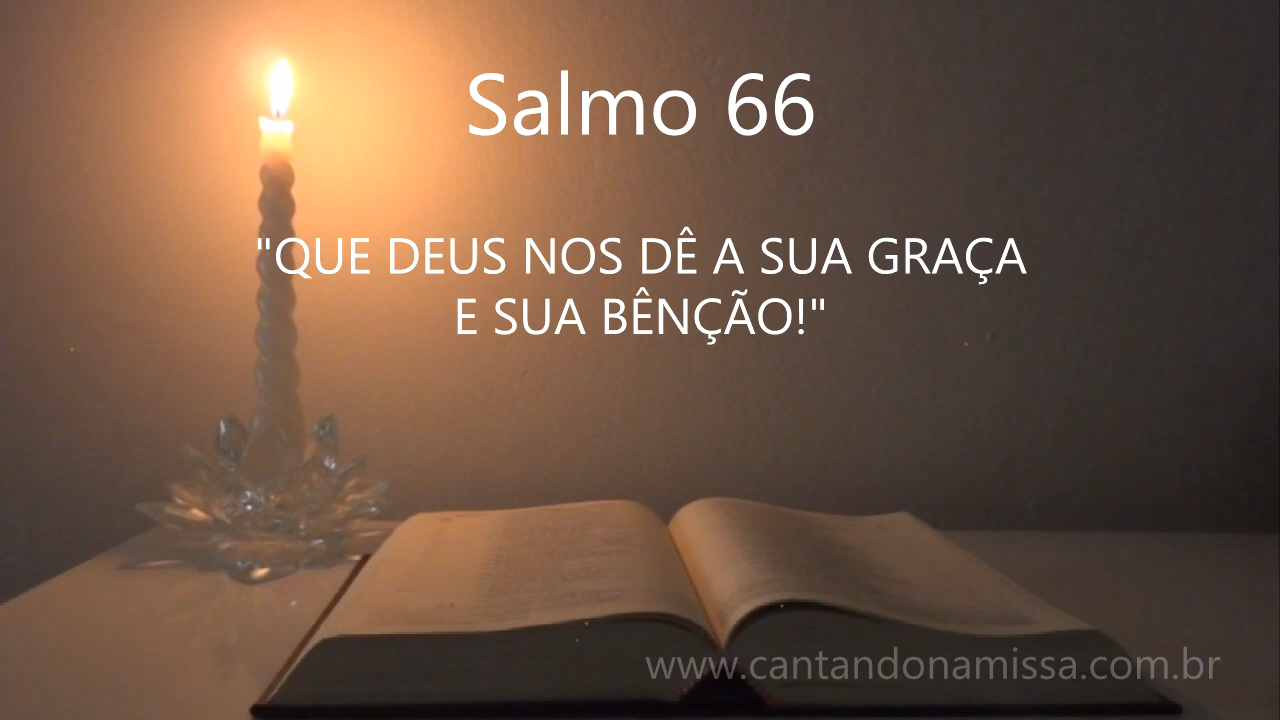 Salmo 66
"QUE DEUS NOS DÊ A SUA GRAÇA
E SUA BÊNÇÃO!"
www.cantandonamissa.com.br